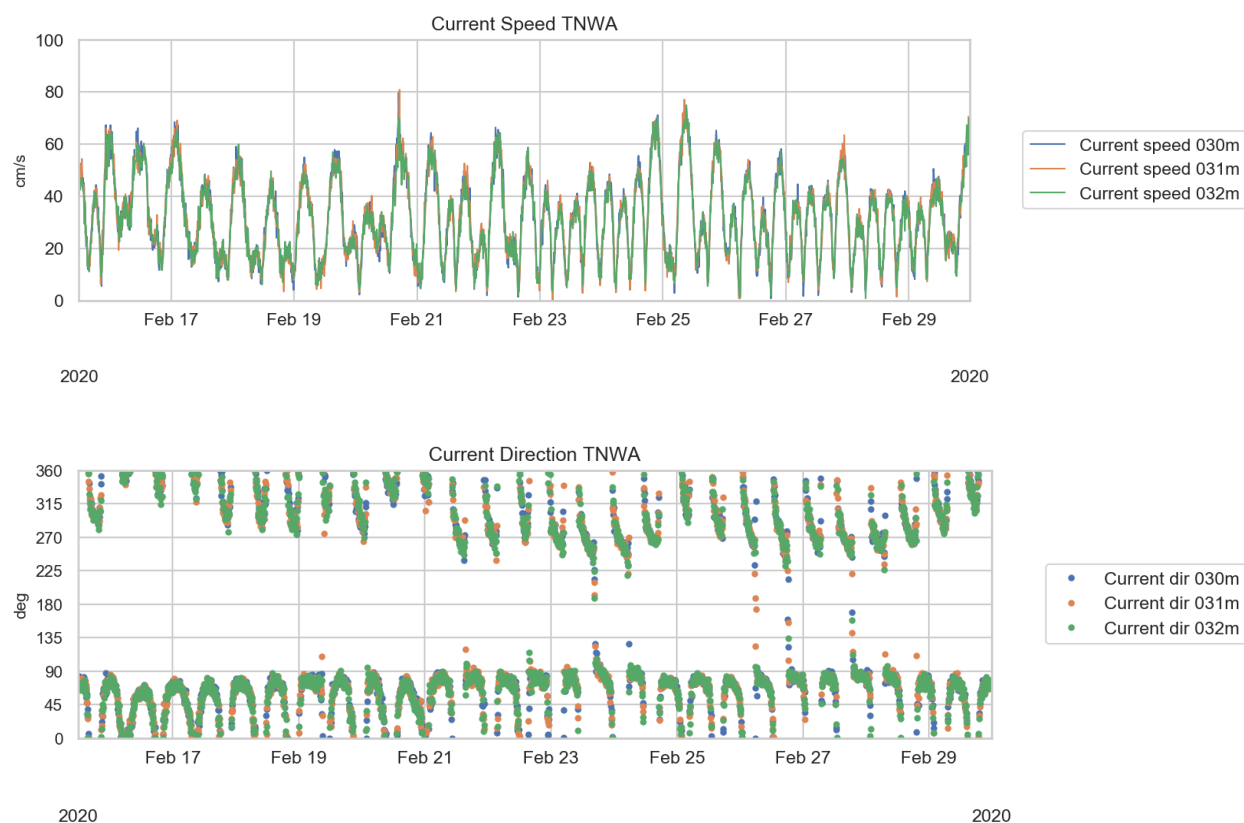 Current Speed TNWA
100
80
60
40
20
0
cm/s
Feb 17 Feb 19 Feb 21 Feb 23 Feb 25 Feb 27 Feb 29
2020 2020
Current speed 030m
Current speed 031m
Current speed 032m
Current Direction TNWA
360
315
270
225
180
135
90
45
0
deg
Feb 17 Feb 19 Feb 21 Feb 23 Feb 25 Feb 27 Feb 29
2020 2020
Current dir 030m
Current dir 031m
Current dir 032m